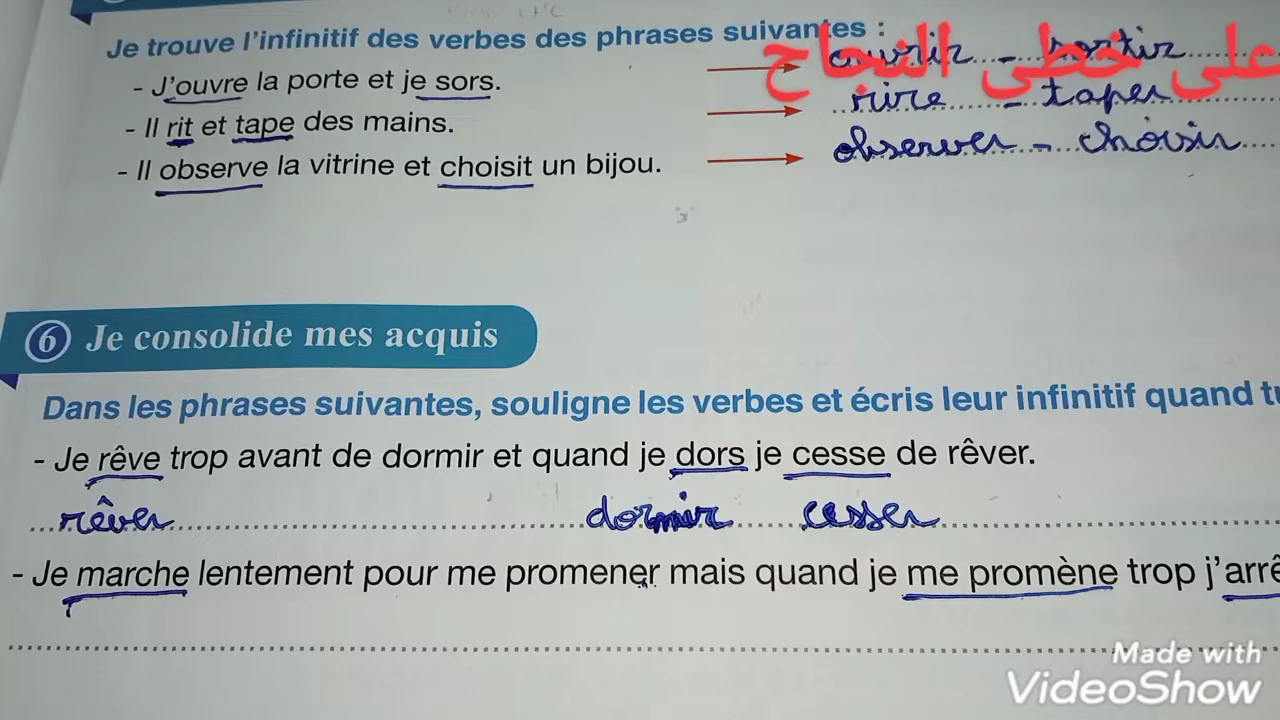 Je trouve l'infinitif des verbes des phrases suivantes :
- J'ouvre la porte et je sors. ouvrir - sortir
على خطى النجاح
- Il rit et tape des mains. rire - taper
- Il observe la vitrine et choisit un bijou. observer - choisir
6 Je consolide mes acquis
Dans les phrases suivantes, souligne les verbes et écris leur infinitif quand
- Je rêve trop avant de dormir et quand je dors je cesse de rêver.
rêver dormir cesser
- Je marche lentement pour me promener mais quand je me promène trop
Made with
VideoShow